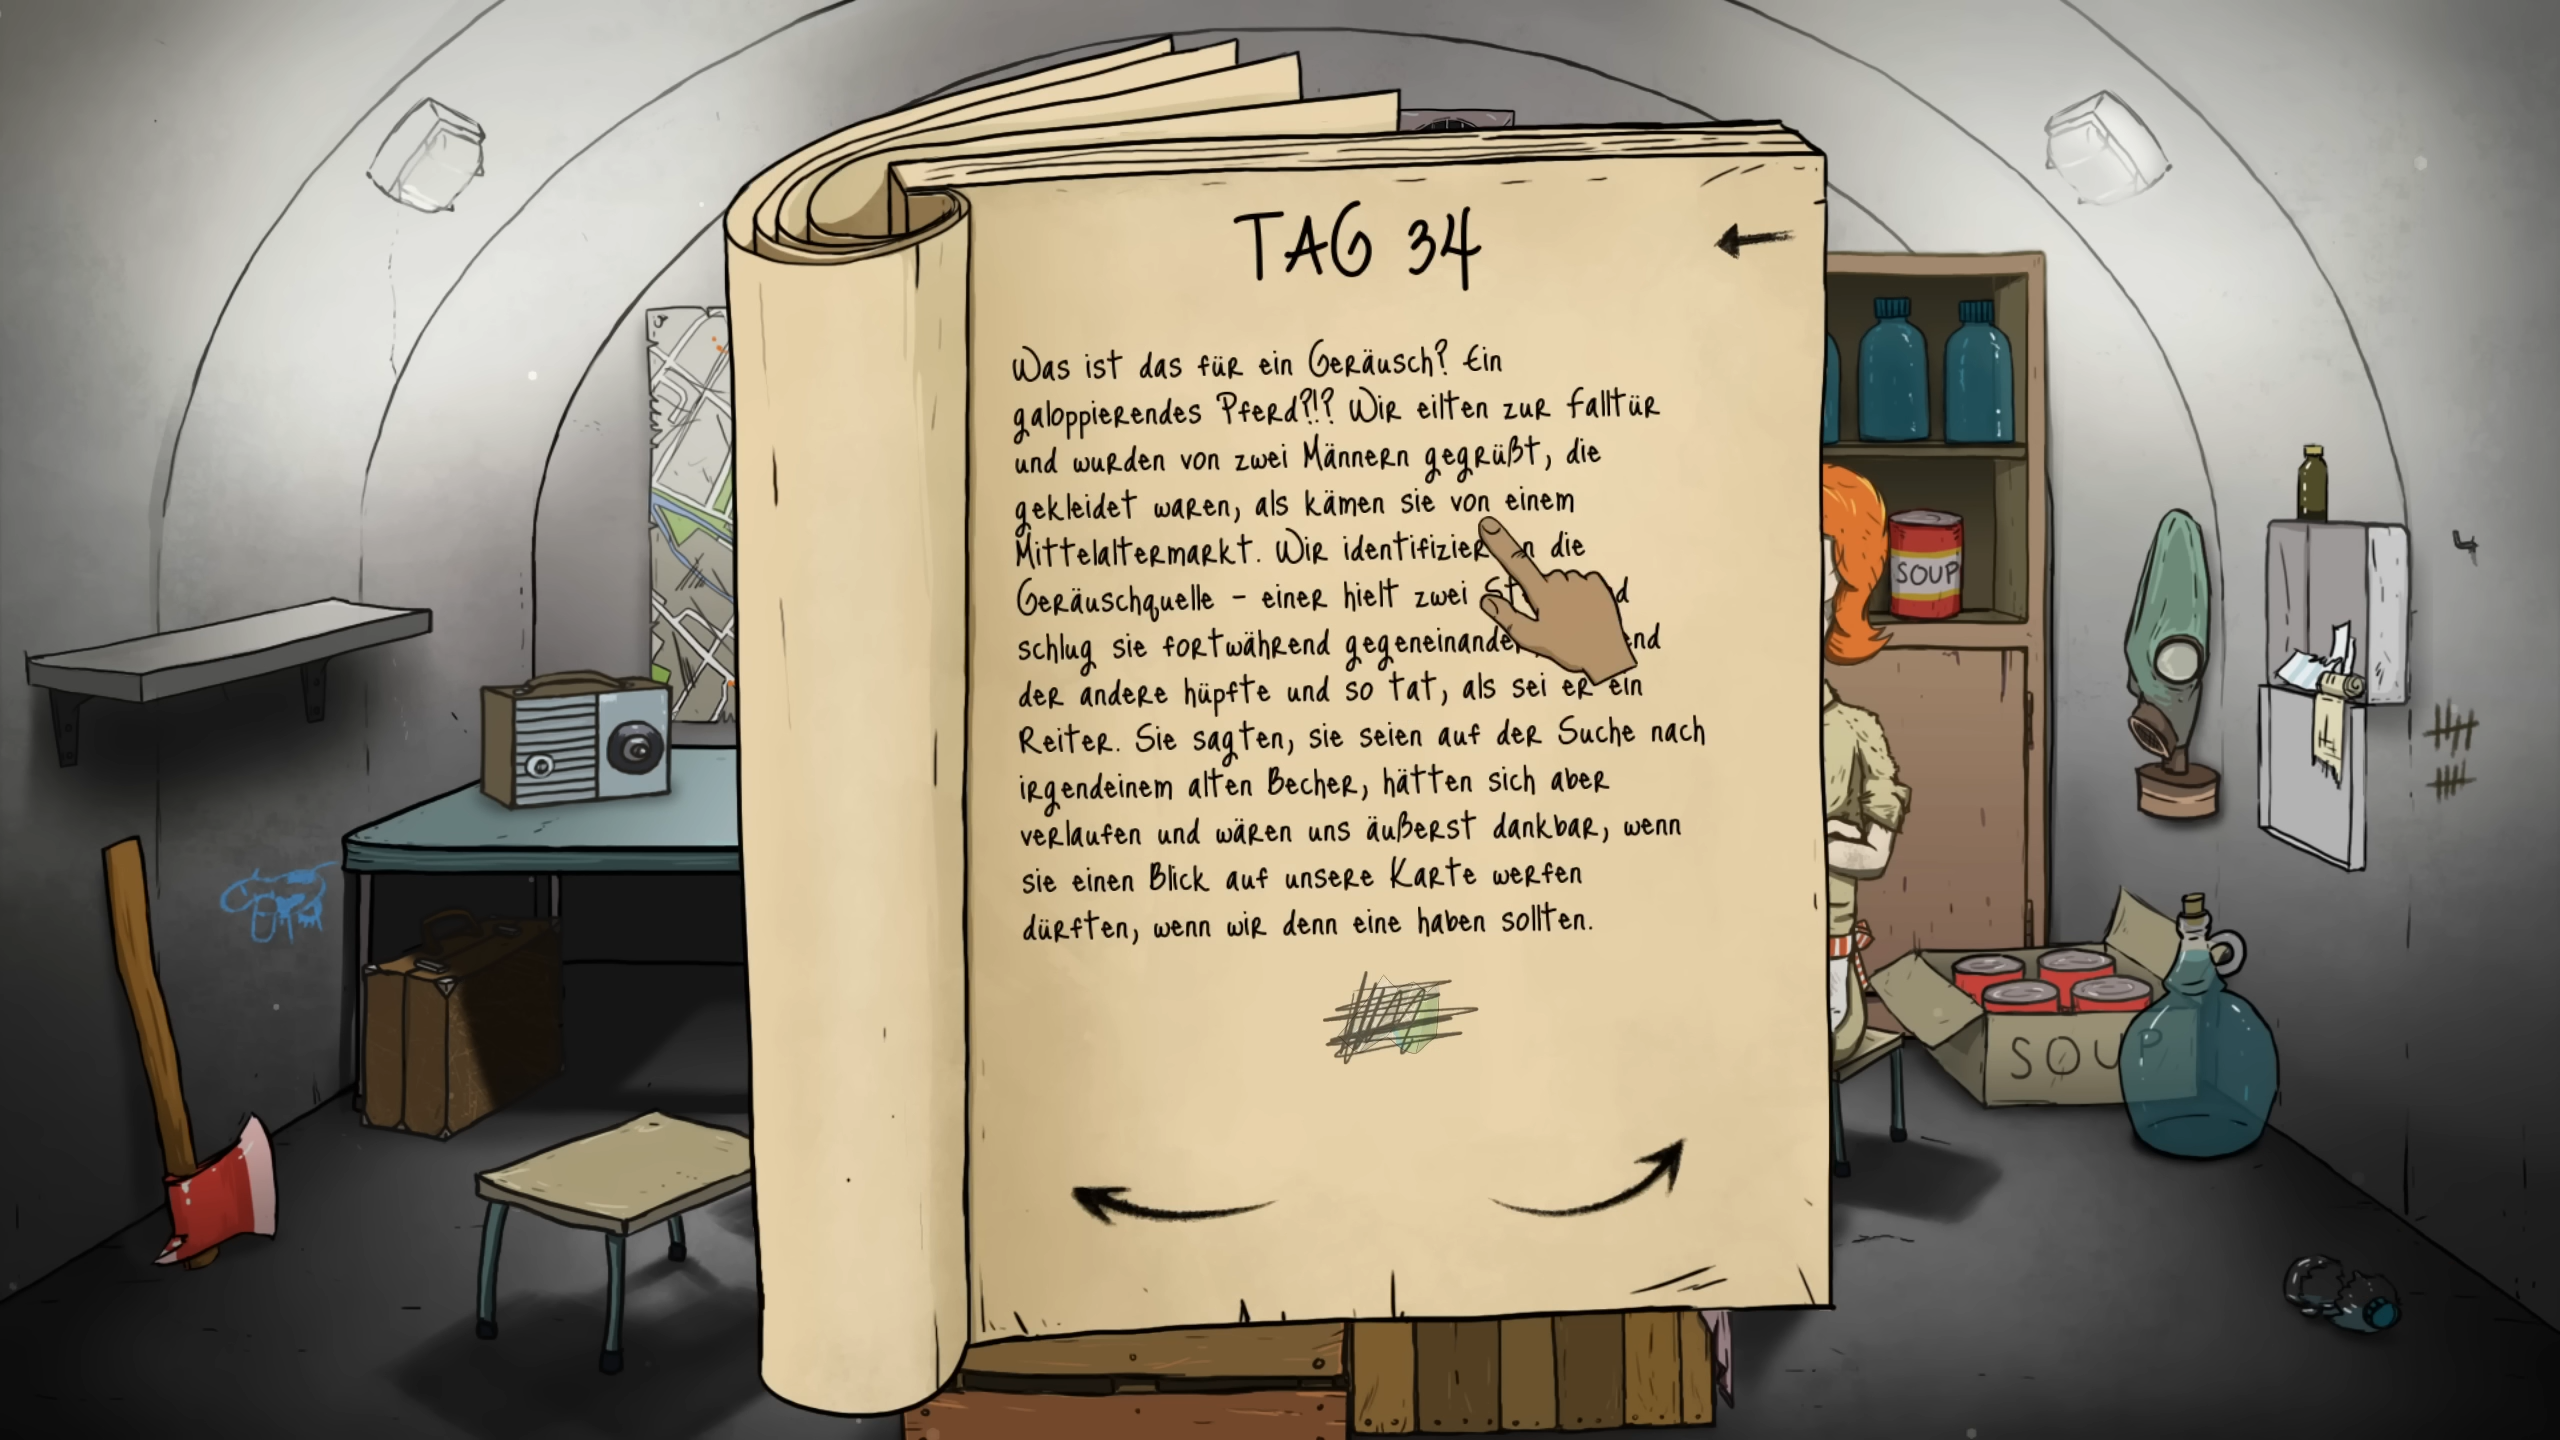 TAG 34
Was ist das für ein Geräusch? Ein
galoppierendes Pferd?!? Wir eilten zur Falltür
und wurden von zwei Männern gegrüßt, die
gekleidet waren, als kämen sie von einem
Mittelaltermarkt. Wir die
Geräuschquelle - einer hielt zwei
schlug sie fortwährend
der andere hüpfte und so tat, als sei er ein
Reiter. Sie sagten, sie seien auf der Suche nach
irgendeinem alten Becher, hätten sich aber
verlaufen und wären uns äußerst dankbar, wenn
sie einen Blick auf unsere Karte werfen
dürften, wenn wir denn eine haben sollten.
SOUP
SOUP